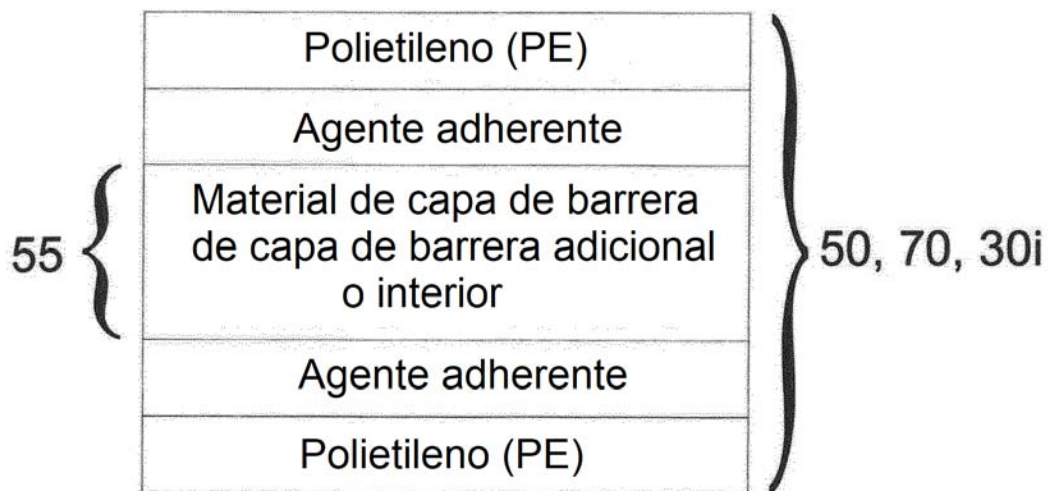 Polietileno (PE)
Agente adherente
Material de capa de barrera
de capa de barrera adicional
o interior
55
50, 70, 30i
Agente adherente
Polietileno (PE)